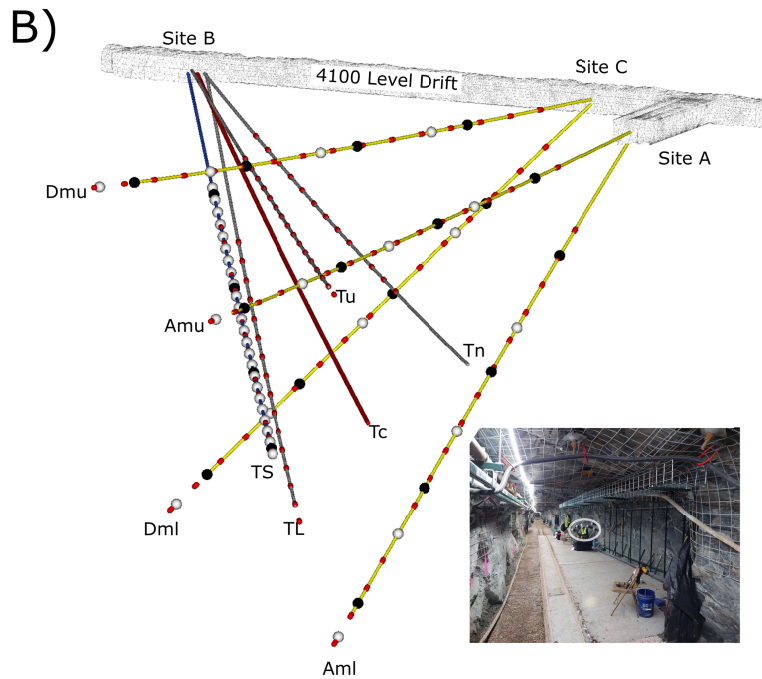 B)
Site B
4100 Level Drift
Site C
Site A
Dmu
Amu
Tu
Tn
Tc
TS
Dml
TL
Aml